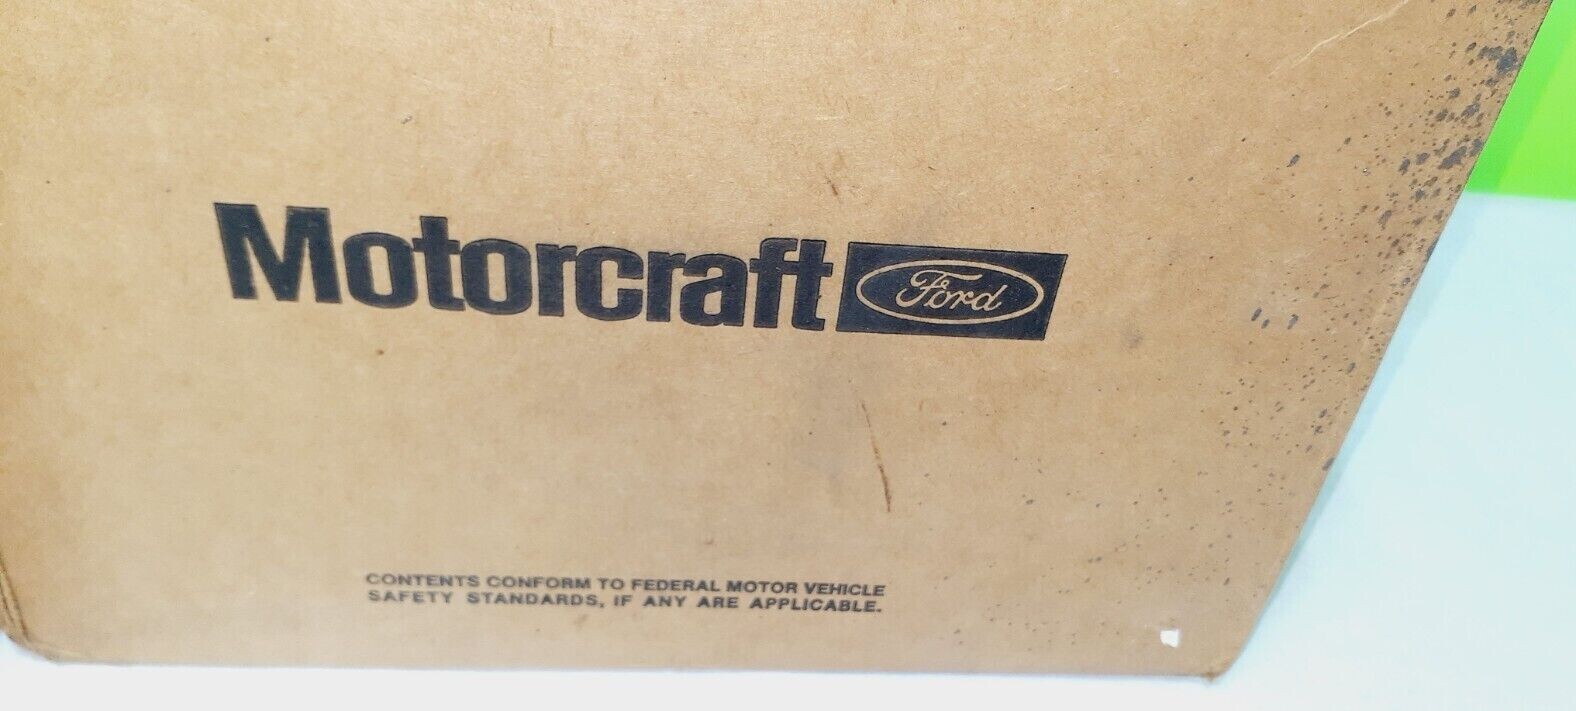 Motorcraft Ford
CONTENTS CONFORM TO FEDERAL MOTOR VEHICLE
SAFETY STANDARDS, IF ANY ARE APPLICABLE.